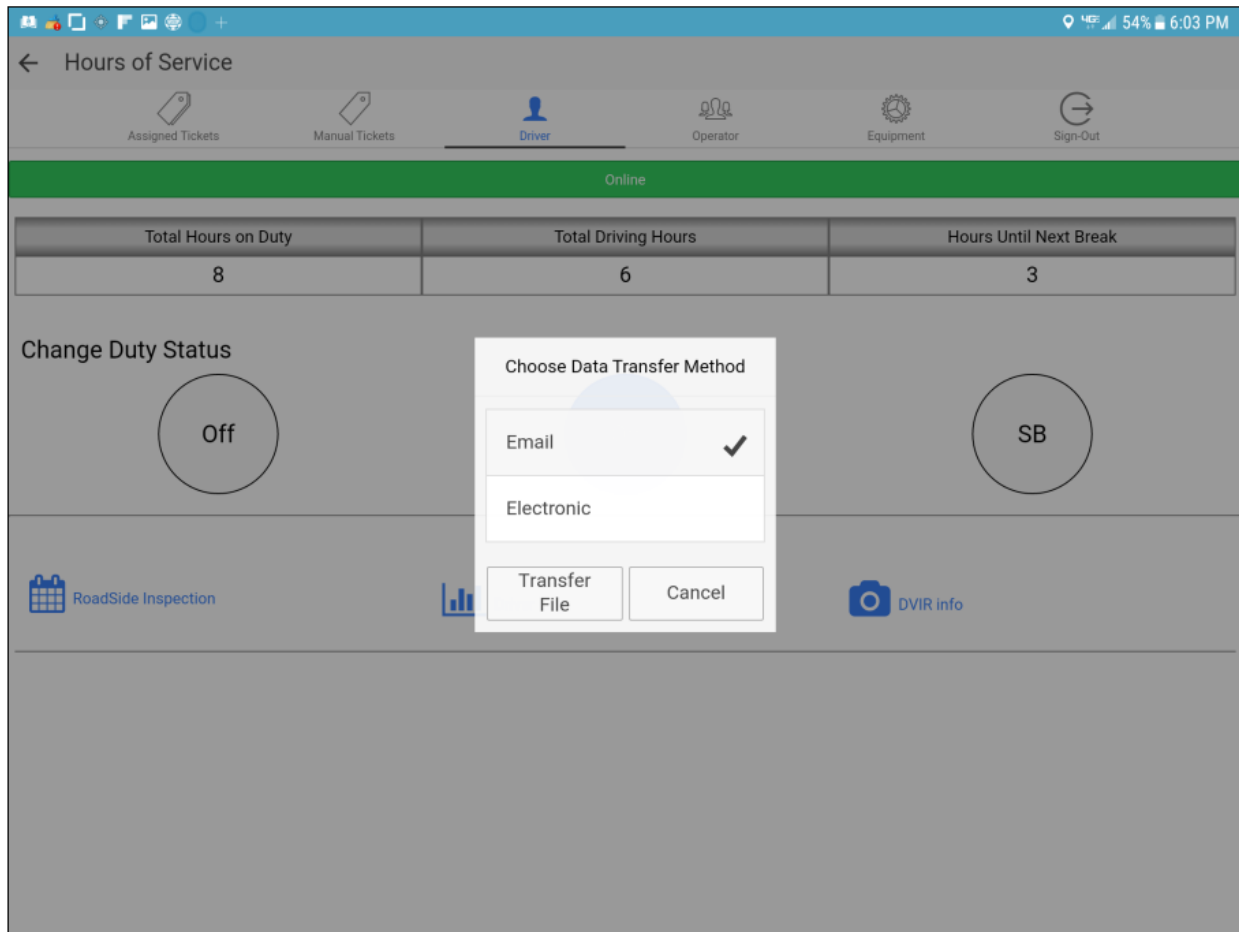 54% 6:03 PM
Hours of Service
Assigned Tickets Manual Tickets Driver Operator Equipment Sign-Out
Online
Total Hours on Duty Total Driving Hours Hours Until Next Break
8 6 3
Change Duty Status
Choose Data Transfer Method
Off SB
Email
Electronic
Transfer
File
Cancel
RoadSide Inspection DVIR info